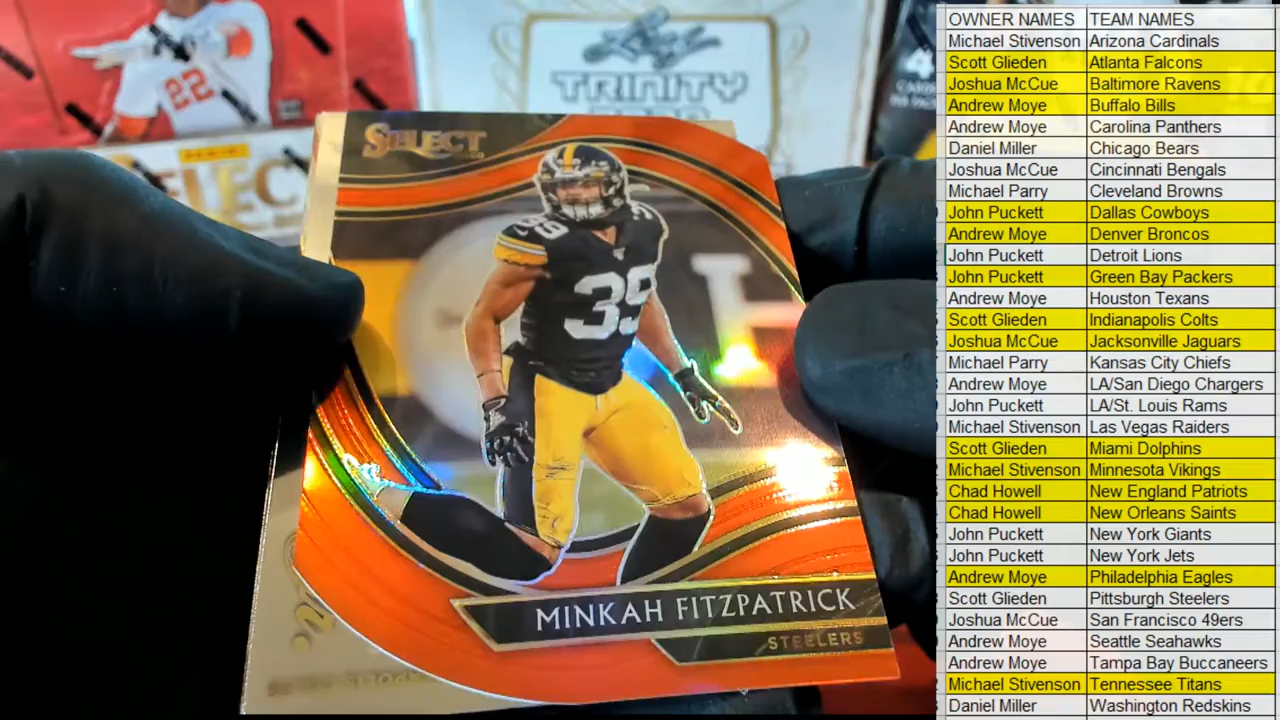 22
PANINI
SELECT
Leaf
TRINITY
4
SELECT
39
39
H
MINKAH FITZPATRICK
STEELERS
OWNER NAMES TEAM NAMES
Michael Stivenson Arizona Cardinals
Scott Glieden Atlanta Falcons
Joshua McCue Baltimore Ravens
Andrew Moye Buffalo Bills
Andrew Moye Carolina Panthers
Daniel Miller Chicago Bears
Joshua McCue Cincinnati Bengals
Michael Parry Cleveland Browns
John Puckett Dallas Cowboys
Andrew Moye Denver Broncos
John Puckett Detroit Lions
John Puckett Green Bay Packers
Andrew Moye Houston Texans
Scott Glieden Indianapolis Colts
Joshua McCue Jacksonville Jaguars
Michael Parry Kansas City Chiefs
Andrew Moye LA/San Diego Chargers
John Puckett LA/St. Louis Rams
Michael Stivenson Las Vegas Raiders
Scott Glieden Miami Dolphins
Michael Stivenson Minnesota Vikings
Chad Howell New England Patriots
Chad Howell New Orleans Saints
John Puckett New York Giants
John Puckett New York Jets
Andrew Moye Philadelphia Eagles
Scott Glieden Pittsburgh Steelers
Joshua McCue San Francisco 49ers
Andrew Moye Seattle Seahawks
Andrew Moye Tampa Bay Buccaneers
Michael Stivenson Tennessee Titans
Daniel Miller Washington Redskins